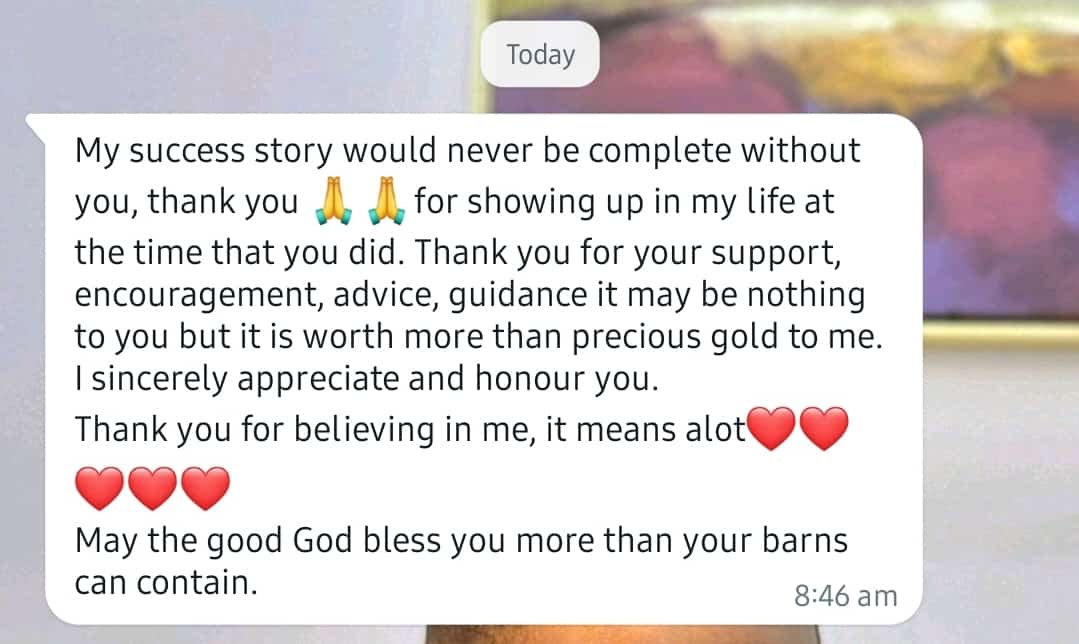 Today
My success story would never be complete without
you, thank you 🙏 🙏 for showing up in my life at
the time that you did. Thank you for your support,
encouragement, advice, guidance it may be nothing
to you but it is worth more than precious gold to me.
I sincerely appreciate and honour you.
Thank you for believing in me, it means alot❤️❤️
❤️❤️❤️
May the good God bless you more than your barns
can contain.
8:46 am